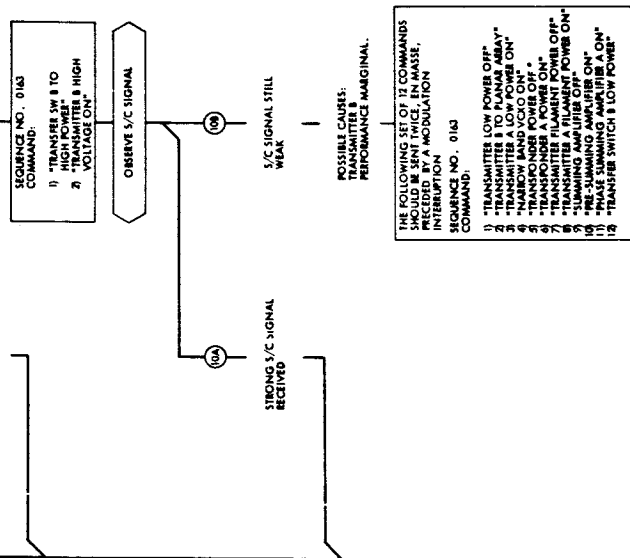 SEQUENCE NO. 0163
COMMAND:
1) "TRANSFER SW B TO
HIGH POWER"
2) "TRANSMITTER B HIGH
VOLTAGE ON"
OBSERVE S/C SIGNAL
10A
STRONG S/C SIGNAL
RECEIVED
10B
S/C SIGNAL STILL
WEAK
POSSIBLE CAUSES:
TRANSMITTER B
PERFORMANCE MARGINAL.
THE FOLLOWING SET OF 12 COMMANDS
SHOULD BE SENT TWICE, EN MASSE,
PRECEDED BY A MODULATION
INTERRUPTION
SEQUENCE NO. 0163
COMMAND:
1) "TRANSMITTER LOW POWER OFF"
2) "TRANSMITTER B TO PLANAR ARRAY"
3) "TRANSMITTER A LOW POWER ON"
4) "NARROW BAND VCXO ON"
5) "TRANSPONDER POWER OFF"
6) "TRANSPONDER A POWER ON"
7) "TRANSMITTER FILAMENT POWER OFF"
8) "TRANSMITTER A FILAMENT POWER ON"
9) "SUMMING AMPLIFIER OFF"
10) "PRE-SUMMING AMPLIFIER ON"
11) "PHASE SUMMING AMPLIFIER A ON"
12) "TRANSFER SWITCH B LOW POWER"